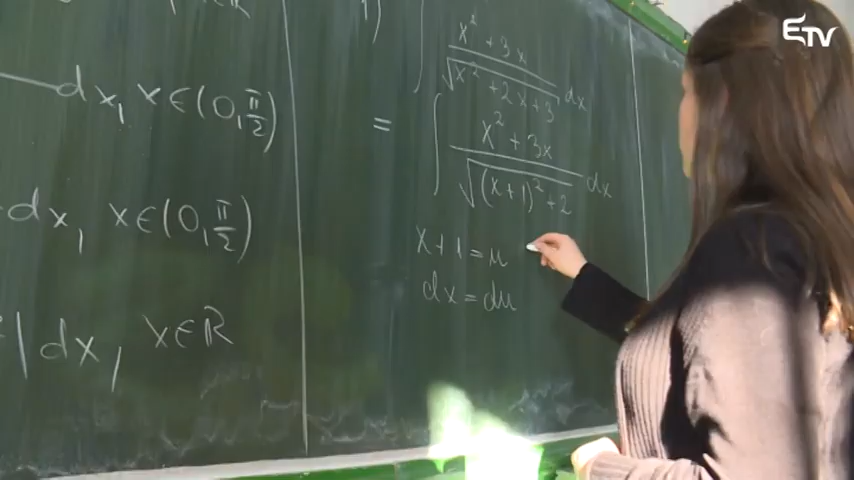 ETV
∫ x² + 3x / √x² + 2x + 3 dx
= ∫ x² + 3x / √(x+1)² + 2 dx
x + 1 = u
dx = du
dx, x ∈ (0, π/2)
dx, x ∈ (0, π/2)
| dx, x ∈ ℝ